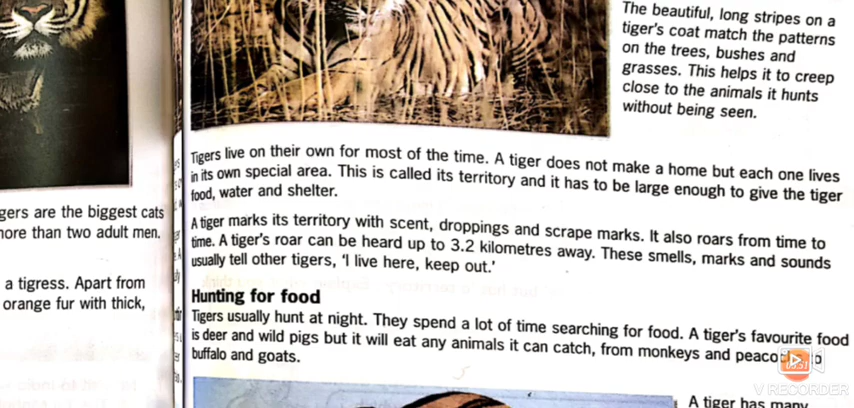 gers are the biggest cats
more than two adult men.
a tigress. Apart from
orange fur with thick,
The beautiful, long stripes on a
tiger's coat match the patterns
on the trees, bushes and
grasses. This helps it to creep
close to the animals it hunts
without being seen.
Tigers live on their own for most of the time. A tiger does not make a home but each one lives
in its own special area. This is called its territory and it has to be large enough to give the tiger
food, water and shelter.
A tiger marks its territory with scent, droppings and scrape marks. It also roars from time to
time. A tiger's roar can be heard up to 3.2 kilometres away. These smells, marks and sounds
usually tell other tigers, 'I live here, keep out.'
Hunting for food
Tigers usually hunt at night. They spend a lot of time searching for food. A tiger's favourite food
is deer and wild pigs but it will eat any animals it can catch, from monkeys and
buffalo and goats.
A tiger has many
03:51
V RECORDER